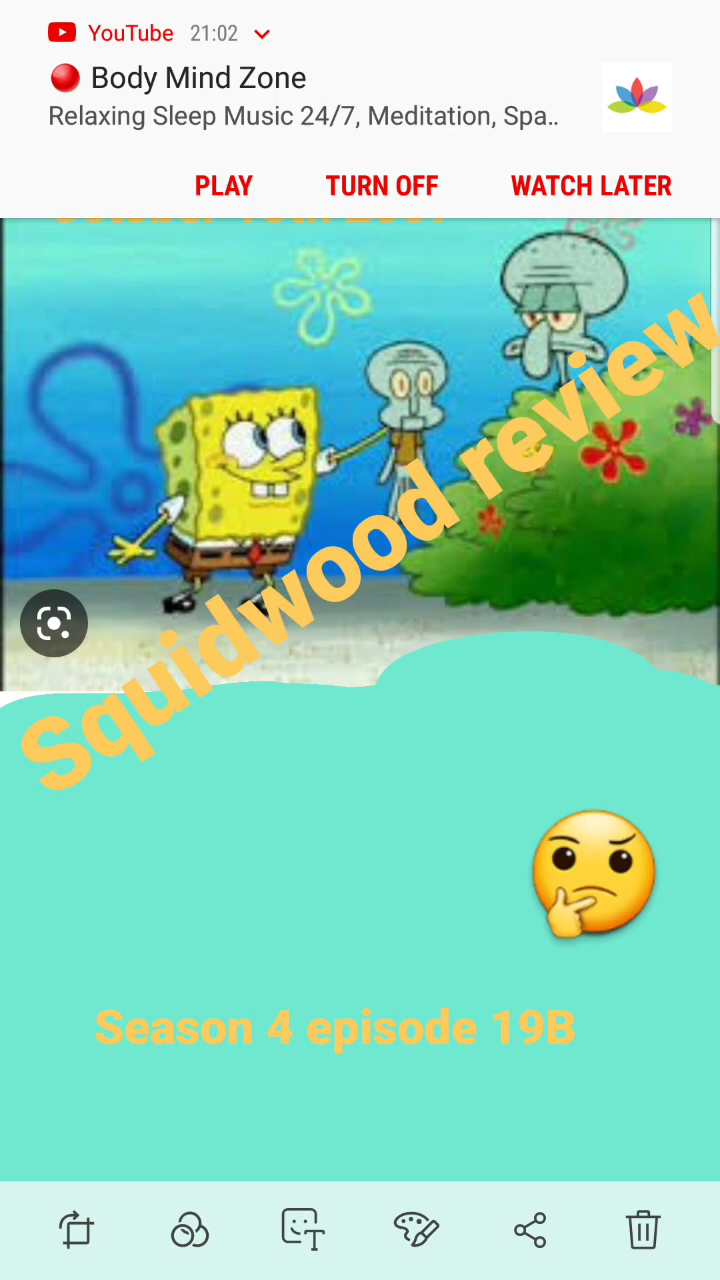 YouTube 21:02
Body Mind Zone
Relaxing Sleep Music 24/7, Meditation, Spa..
PLAY TURN OFF WATCH LATER
Squidwood review
Season 4 episode 19B